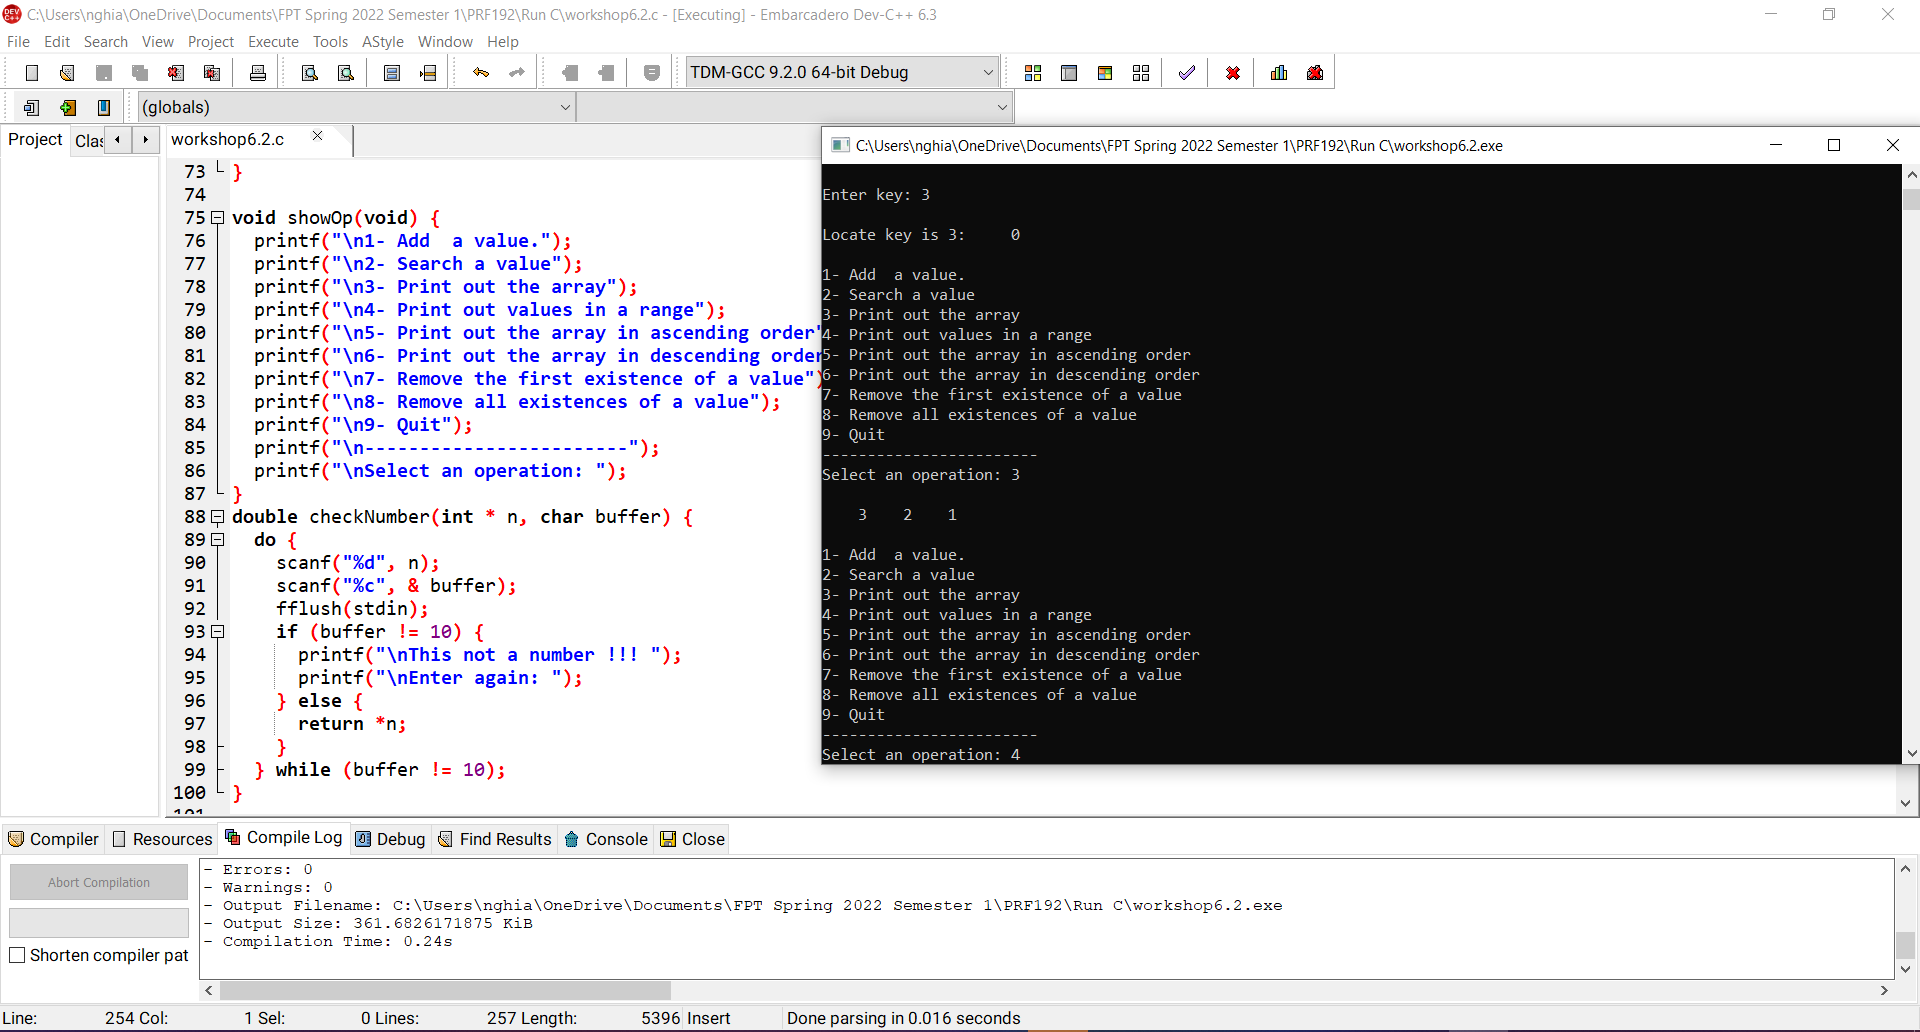 C:\Users\nghia\OneDrive\Documents\FPT Spring 2022 Semester 1\PRF192\Run C\workshop6.2.c - [Executing] - Embarcadero Dev-C++ 6.3
File Edit Search View Project Execute Tools AStyle Window Help
TDM-GCC 9.2.0 64-bit Debug
(globals)
Project Clas workshop6.2.c
73 }
74
75 void showOp(void) {
76 printf("\n1- Add  a value.");
77 printf("\n2- Search a value");
78 printf("\n3- Print out the array");
79 printf("\n4- Print out values in a range");
80 printf("\n5- Print out the array in ascending order"
81 printf("\n6- Print out the array in descending order
82 printf("\n7- Remove the first existence of a value")
83 printf("\n8- Remove all existences of a value");
84 printf("\n9- Quit");
85 printf("\n------------------------");
86 printf("\nSelect an operation: ");
87 }
88 double checkNumber(int * n, char buffer) {
89 do {
90 scanf("%d", n);
91 scanf("%c", & buffer);
92 fflush(stdin);
93 if (buffer != 10) {
94 printf("\nThis not a number !!! ");
95 printf("\nEnter again: ");
96 } else {
97 return *n;
98 }
99 } while (buffer != 10);
100 }
101
C:\Users\nghia\OneDrive\Documents\FPT Spring 2022 Semester 1\PRF192\Run C\workshop6.2.exe
Enter key: 3
Locate key is 3:     0
1- Add  a value.
2- Search a value
3- Print out the array
4- Print out values in a range
5- Print out the array in ascending order
6- Print out the array in descending order
7- Remove the first existence of a value
8- Remove all existences of a value
9- Quit
------------------------
Select an operation: 3
3    2    1
1- Add  a value.
2- Search a value
3- Print out the array
4- Print out values in a range
5- Print out the array in ascending order
6- Print out the array in descending order
7- Remove the first existence of a value
8- Remove all existences of a value
9- Quit
------------------------
Select an operation: 4
Compiler Resources Compile Log Debug Find Results Console Close
Abort Compilation
Shorten compiler pat
- Errors: 0
- Warnings: 0
- Output Filename: C:\Users\nghia\OneDrive\Documents\FPT Spring 2022 Semester 1\PRF192\Run C\workshop6.2.exe
- Output Size: 361.6826171875 KiB
- Compilation Time: 0.24s
Line: 254 Col: 1 Sel: 0 Lines: 257 Length: 5396 Insert Done parsing in 0.016 seconds